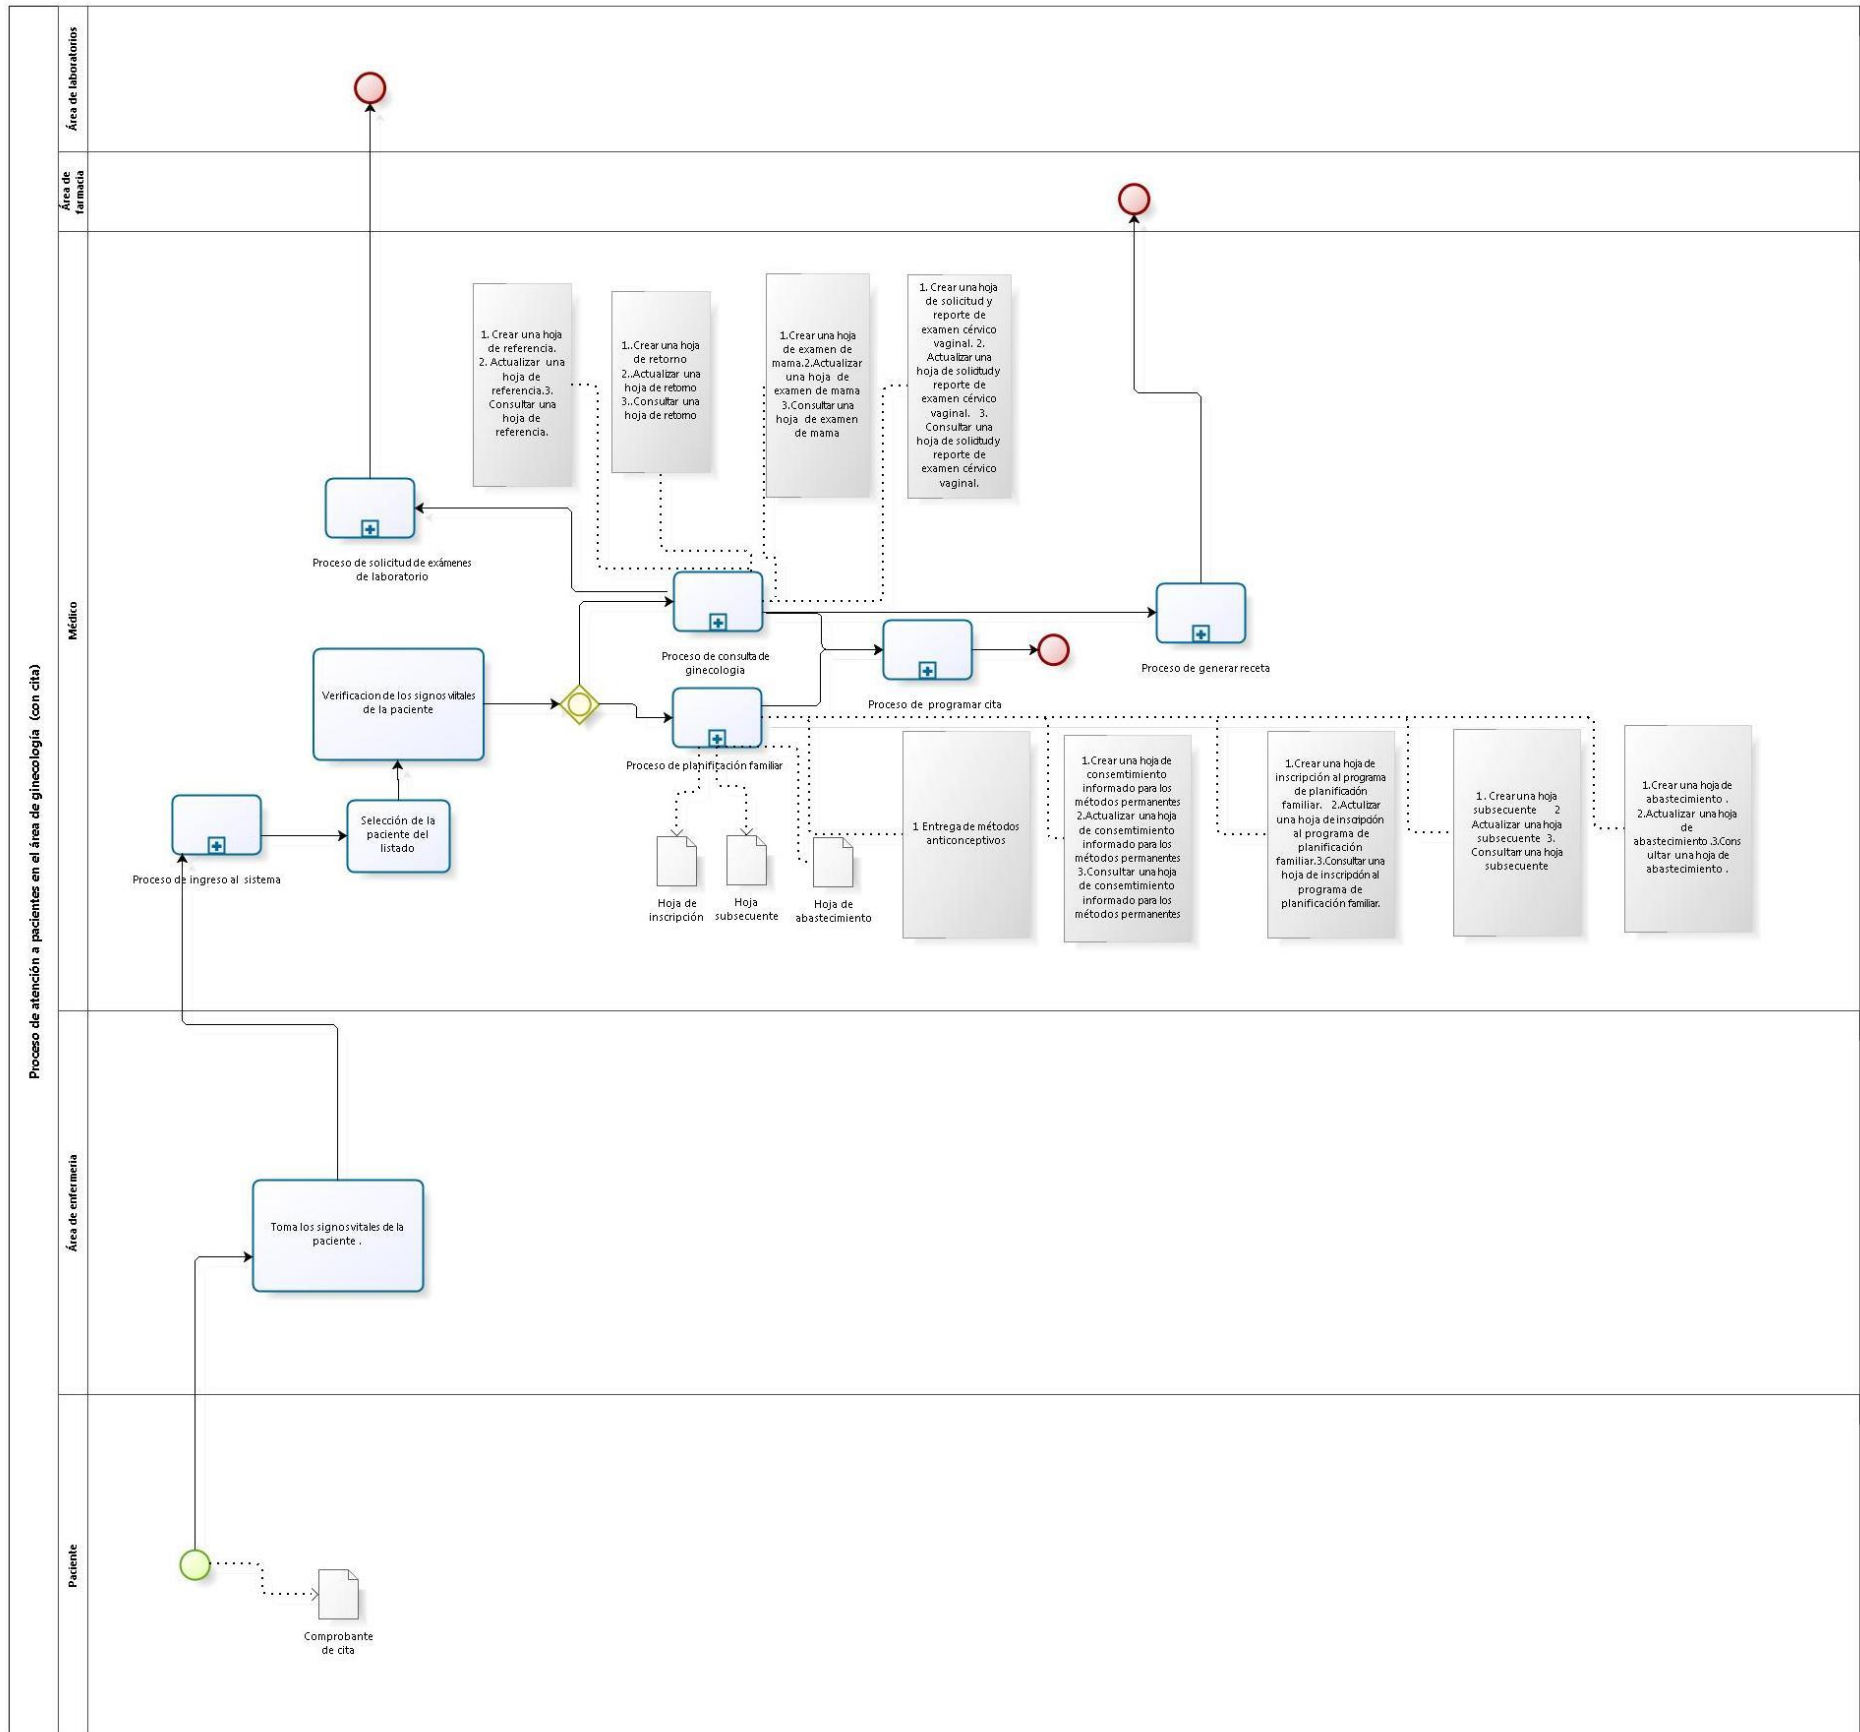 Proceso de atención a pacientes en el área de ginecología (con cita)
Área de laboratorios
Área de
farmacia
Médico
1. Crear una hoja
de referencia.
2. Actualizar una
hoja de
referencia.3.
Consultar una
hoja de
referencia.
1..Crear una hoja
de retorno
2..Actualizar una
hoja de retorno
3..Consultar una
hoja de retorno
1.Crear una hoja
de examen de
mama.2.Actualizar
una hoja de
examen de mama
3.Consultar una
hoja de examen
de mama
1. Crear una hoja
de solicitud y
reporte de
examen cérvico
vaginal. 2.
Actualizar una
hoja de solicitud y
reporte de
examen cérvico
vaginal. 3.
Consultar una
hoja de solicitud y
reporte de
examen cérvico
vaginal.
Proceso de solicitud de exámenes
de laboratorio
Proceso de consulta de
ginecologia
Proceso de generar receta
Verificacion de los signos viitales
de la paciente
Proceso de programar cita
Proceso de planificación familiar
Selección de la
paciente del
listado
Proceso de ingreso al sistema
Hoja de
inscripción
Hoja
subsecuente
Hoja de
abastecimiento
1 Entrega de métodos
anticonceptivos
1.Crear una hoja de
consemtimiento
informado para los
métodos permanentes
2.Actualizar una hoja
de consemtimiento
informado para los
métodos permanentes
3.Consultar una hoja
de consemtimiento
informado para los
métodos permanentes
1.Crear una hoja de
inscripción al programa
de planificación
familiar. 2.Actulizar
una hoja de inscripción
al programa de
planificación
familiar.3.Consultar una
hoja de inscripción al
programa de
planificación familiar.
1. Crear una hoja
subsecuente 2
Actualizar una hoja
subsecuente 3.
Consultarr una hoja
subsecuente
1.Crear una hoja de
abastecimiento .
2.Actualizar una hoja
de
abastecimiento .3.Cons
ultar una hoja de
abastecimiento .
Área de enfermeria
Toma los signos vitales de la
paciente .
Paciente
Comprobante
de cita